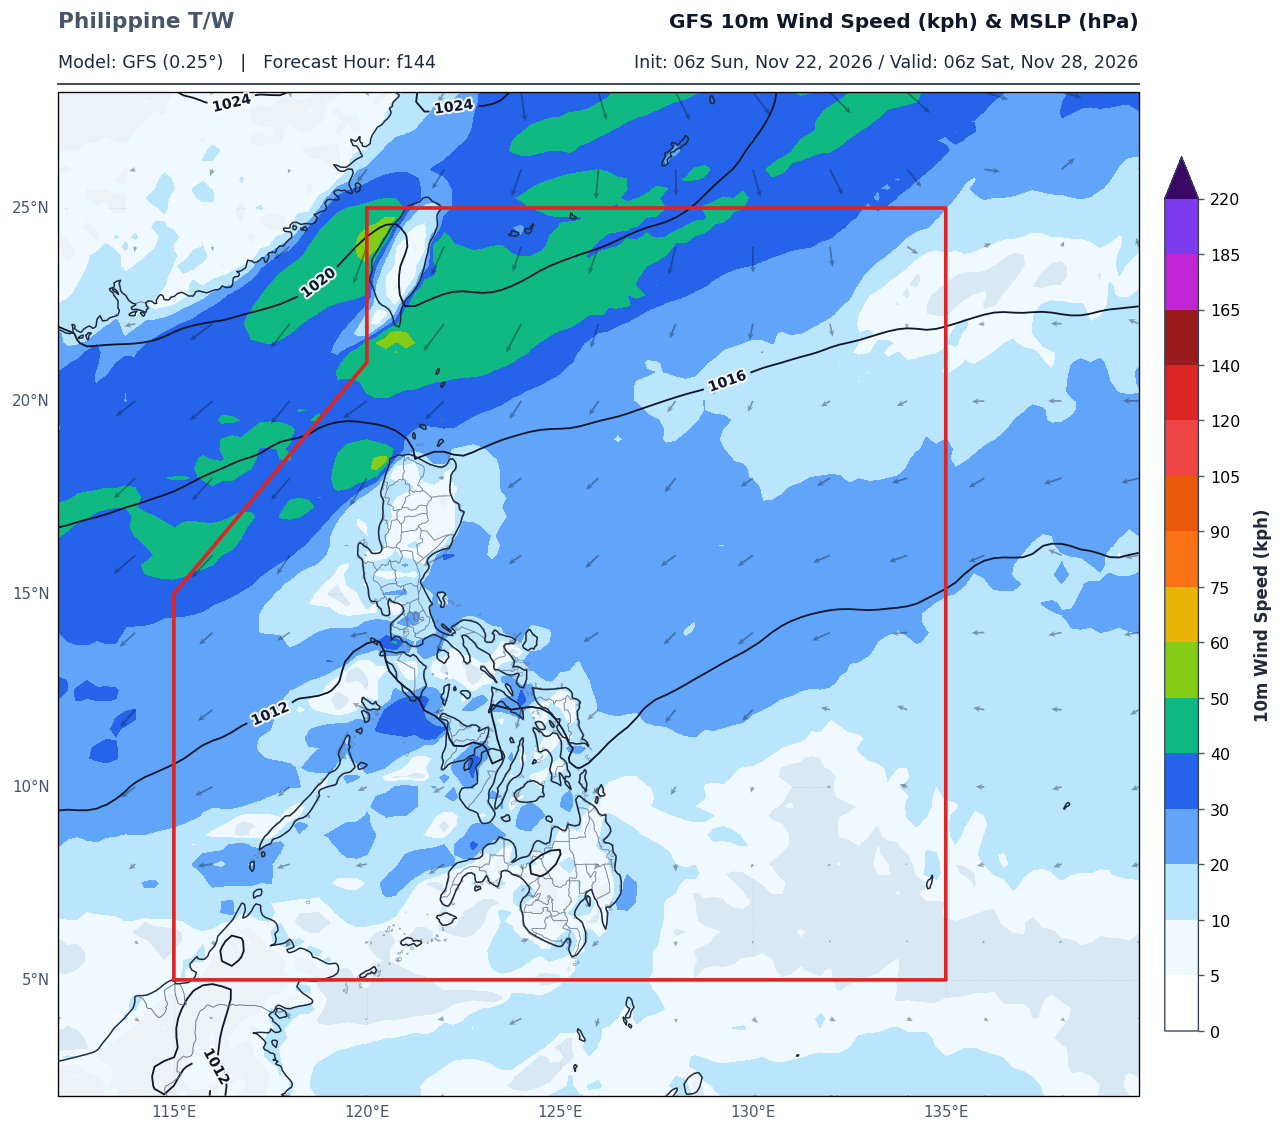 Philippine T/W
GFS 10m Wind Speed (kph) & MSLP (hPa)
Model: GFS (0.25°) | Forecast Hour: f144
Init: 06z Sun, Nov 22, 2026 / Valid: 06z Sat, Nov 28, 2026
1024
1024
1020
1016
1012
1012
25°N
20°N
15°N
10°N
5°N
115°E
120°E
125°E
130°E
135°E
220
185
165
140
120
105
90
75
60
50
40
30
20
10
5
0
10m Wind Speed (kph)